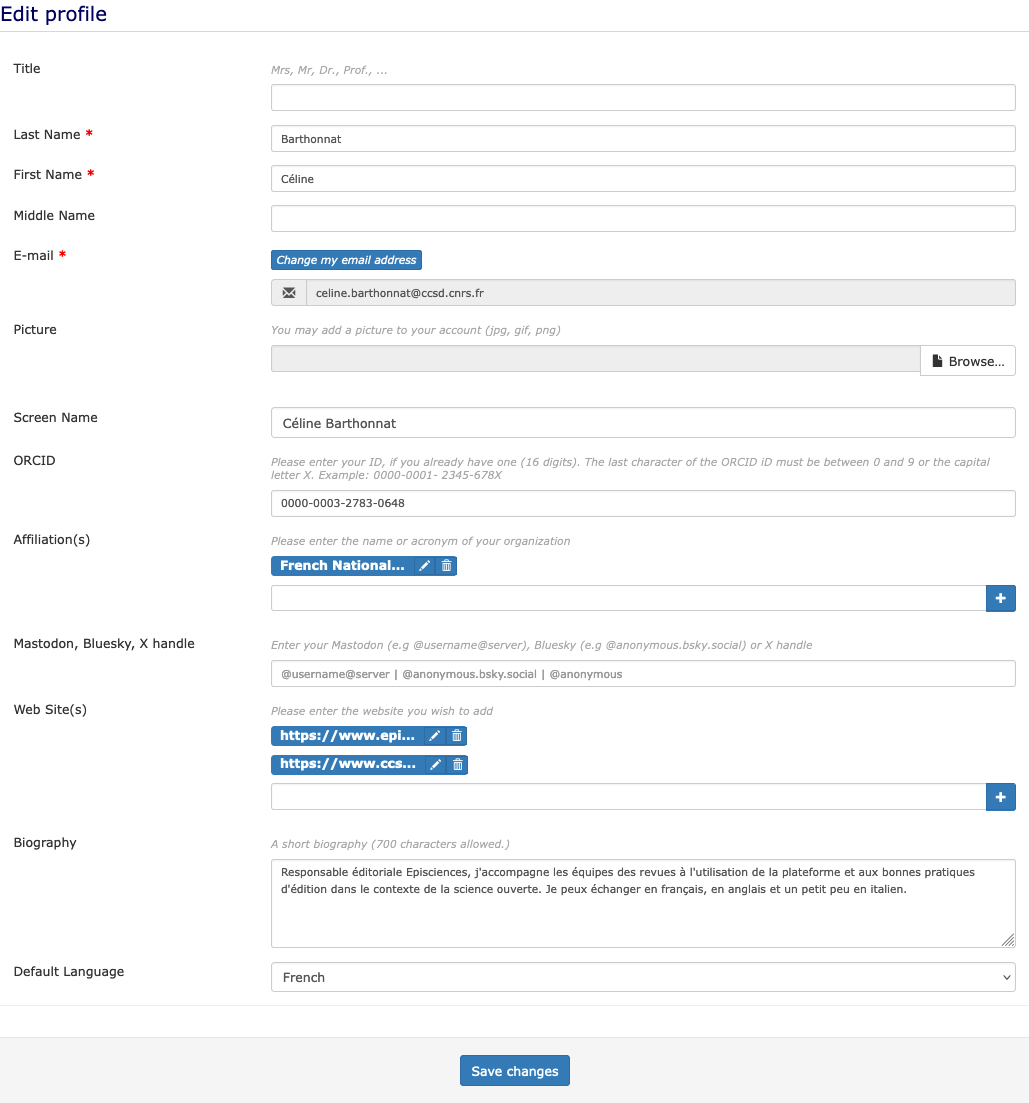 Edit profile
Title
Mrs, Mr, Dr., Prof., ...
Last Name *
Barthonnat
First Name *
Céline
Middle Name
E-mail *
Change my email address
celine.barthonnat@ccsd.cnrs.fr
Picture
You may add a picture to your account (jpg, gif, png)
Browse...
Screen Name
Céline Barthonnat
ORCID
Please enter your ID, if you already have one (16 digits). The last character of the ORCID iD must be between 0 and 9 or the capital
letter X. Example: 0000-0001- 2345-678X
0000-0003-2783-0648
Affiliation(s)
Please enter the name or acronym of your organization
French National...
+
Mastodon, Bluesky, X handle
Enter your Mastodon (e.g @username@server), Bluesky (e.g @anonymous.bsky.social) or X handle
@username@server | @anonymous.bsky.social | @anonymous
Web Site(s)
Please enter the website you wish to add
https://www.epi...
https://www.ccs...
+
Biography
A short biography (700 characters allowed.)
Responsable éditoriale Episciences, j'accompagne les équipes des revues à l'utilisation de la plateforme et aux bonnes pratiques
d'édition dans le contexte de la science ouverte. Je peux échanger en français, en anglais et un petit peu en italien.
Default Language
French
Save changes